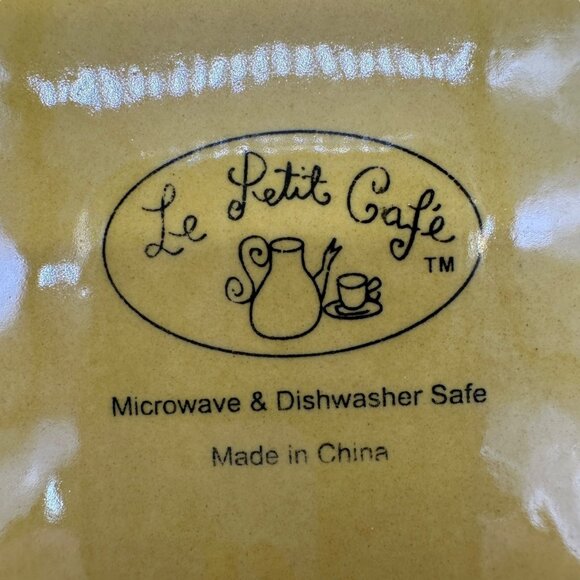 Le Petit Café
TM
Microwave & Dishwasher Safe
Made in China